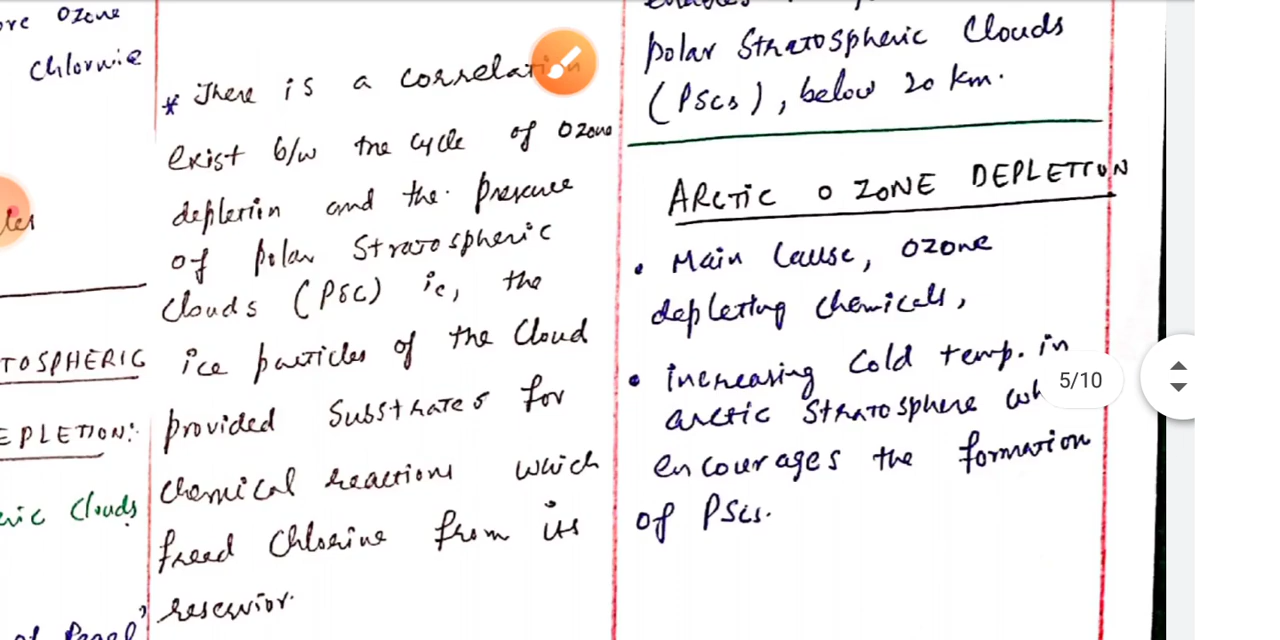 ore Ozone
Chlorine
TOSPHERIC
EPLETION:
eric Clouds
* There is a correlation
exist b/w the cycle of Ozone
depletion and the presence
of polar Stratospheric
Clouds (PSC) ie, the
ice particles of the Cloud
provided Substrates for
chemical reactions which
freed Chlorine from its
reservior.
polar Stratospheric Clouds
(PSCs), below 20 km.
ARCTIC OZONE DEPLETION
• Main Cause, Ozone
depleting Chemicals,
• increasing Cold temp. in
arctic Stratosphere
encourages the formation
of PSCs.
5/10